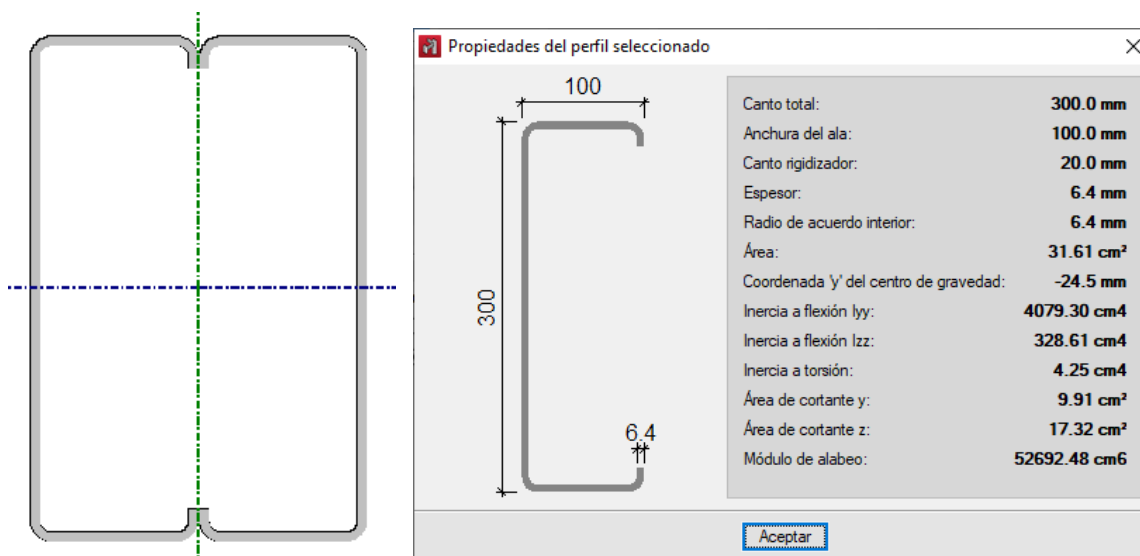 Propiedades del perfil seleccionado
100
300
6.4
Canto total: 300.0 mm
Anchura del ala: 100.0 mm
Canto rigidizador: 20.0 mm
Espesor: 6.4 mm
Radio de acuerdo interior: 6.4 mm
Área: 31.61 cm²
Coordenada 'y' del centro de gravedad: -24.5 mm
Inercia a flexión Iyy: 4079.30 cm4
Inercia a flexión Izz: 328.61 cm4
Inercia a torsión: 4.25 cm4
Área de cortante y: 9.91 cm²
Área de cortante z: 17.32 cm²
Módulo de alabeo: 52692.48 cm6
Aceptar